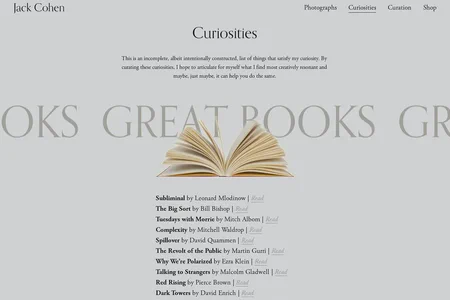 Jack Cohen
Photographs Curiosities Curation Shop
Curiosities
This is an incomplete, albeit intentionally constructed, list of things that satisfy my curiosity. By
curating these curiosities, I hope to articulate for myself what I find most creatively resonant and
maybe, just maybe, it can help you do the same.
OKS GREAT BOOKS GR
Subliminal by Leonard Mlodinow | Read
The Big Sort by Bill Bishop | Read
Tuesdays with Morrie by Mitch Albom | Read
Complexity by Mitchell Waldrop | Read
Spillover by David Quammen | Read
The Revolt of the Public by Martin Gurri | Read
Why We're Polarized by Ezra Klein | Read
Talking to Strangers by Malcolm Gladwell | Read
Red Rising by Pierce Brown | Read
Dark Towers by David Enrich | Read